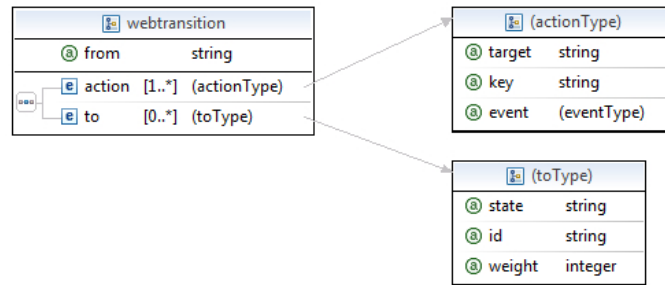 webtransition
a from string
e action [1..*] (actionType)
e to [0..*] (toType)
(actionType)
a target string
a key string
a event (eventType)
(toType)
a state string
a id string
a weight integer